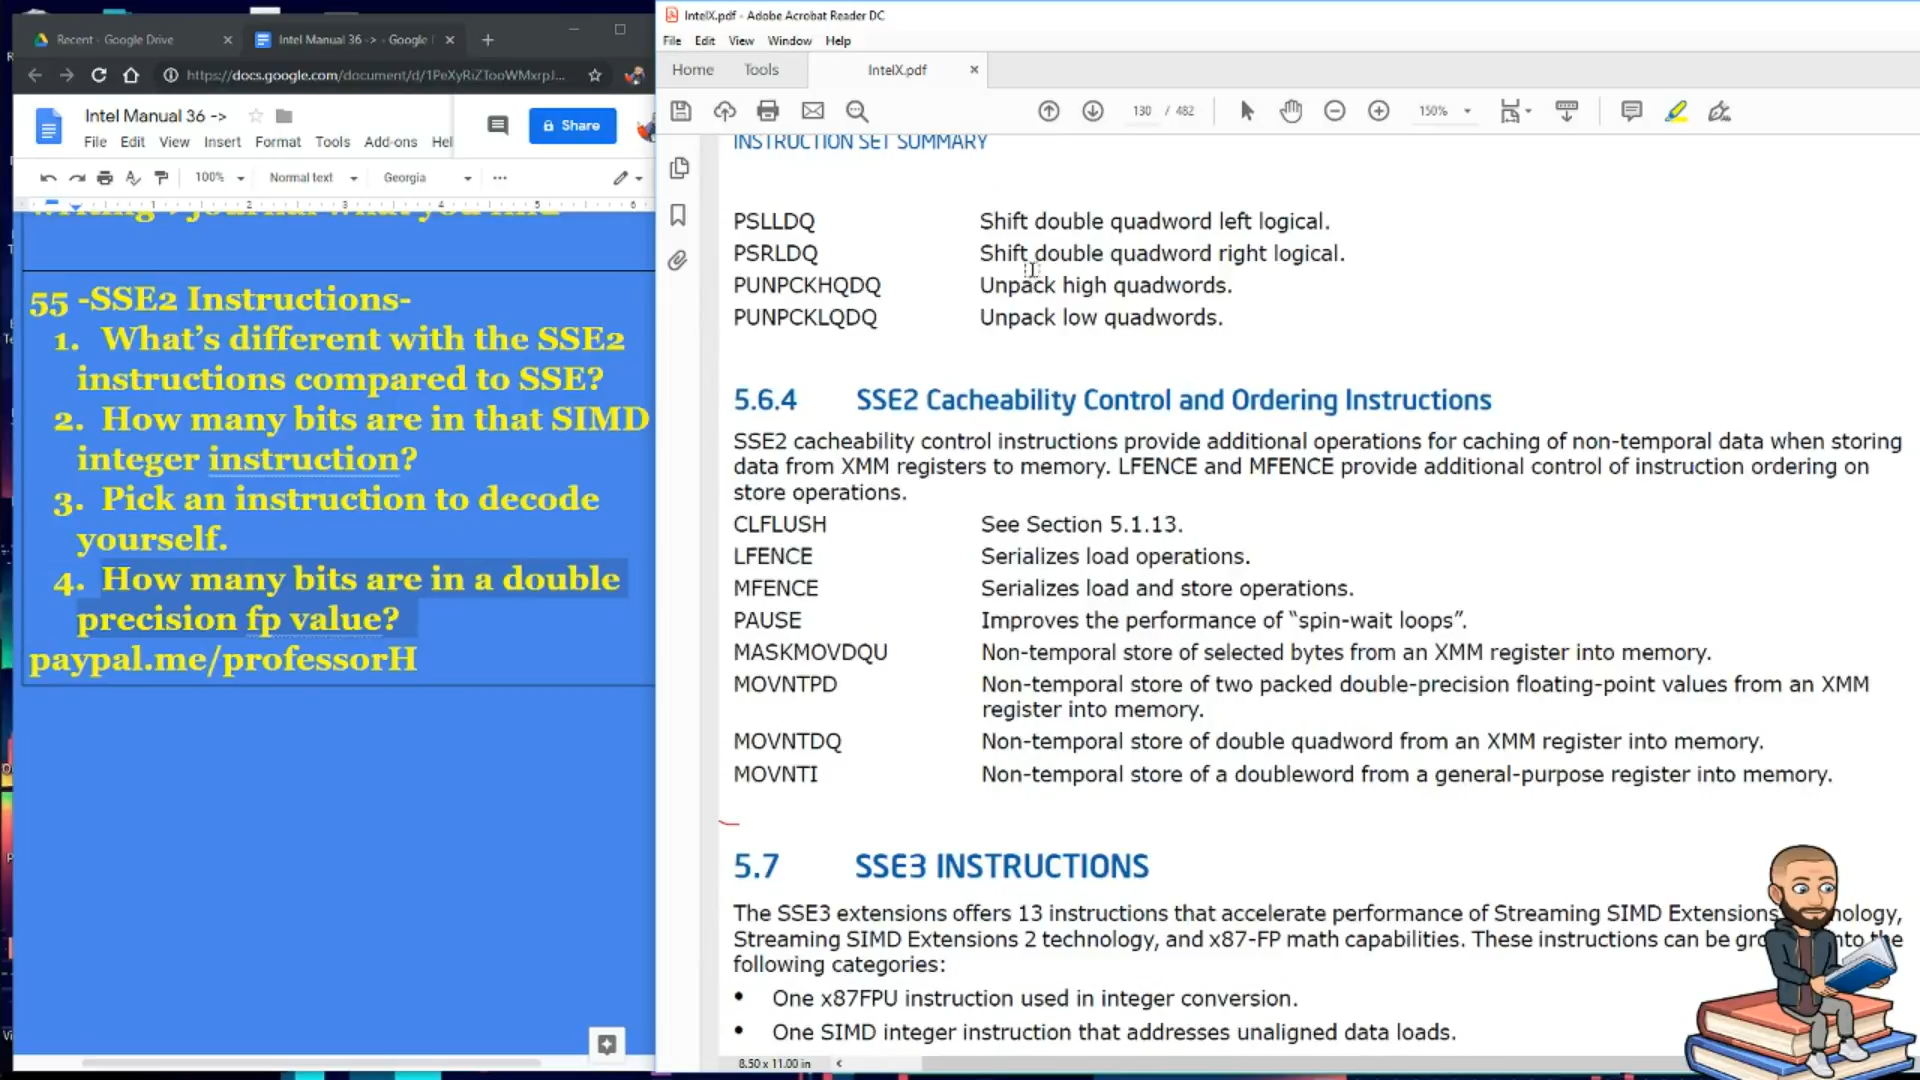 Recent - Google Drive
Intel Manual 36 -> - Google
https://docs.google.com/document/d/1PeXyRiZTooWMxrpJ...
Intel Manual 36 ->
Share
File Edit View Insert Format Tools Add-ons Hel
100% Normal text Georgia
writing -> journal what you find
55 -SSE2 Instructions-
1. What’s different with the SSE2
instructions compared to SSE?
2. How many bits are in that SIMD
integer instruction?
3. Pick an instruction to decode
yourself.
4. How many bits are in a double
precision fp value?
paypal.me/professorH
IntelX.pdf - Adobe Acrobat Reader DC
File Edit View Window Help
Home Tools IntelX.pdf
130 / 482 150%
INSTRUCTION SET SUMMARY
PSLLDQ Shift double quadword left logical.
PSRLDQ Shift double quadword right logical.
PUNPCKHQDQ Unpack high quadwords.
PUNPCKLQDQ Unpack low quadwords.
5.6.4 SSE2 Cacheability Control and Ordering Instructions
SSE2 cacheability control instructions provide additional operations for caching of non-temporal data when storing
data from XMM registers to memory. LFENCE and MFENCE provide additional control of instruction ordering on
store operations.
CLFLUSH See Section 5.1.13.
LFENCE Serializes load operations.
MFENCE Serializes load and store operations.
PAUSE Improves the performance of “spin-wait loops”.
MASKMOVDQU Non-temporal store of selected bytes from an XMM register into memory.
MOVNTPD Non-temporal store of two packed double-precision floating-point values from an XMM
register into memory.
MOVNTDQ Non-temporal store of double quadword from an XMM register into memory.
MOVNTI Non-temporal store of a doubleword from a general-purpose register into memory.
5.7 SSE3 INSTRUCTIONS
The SSE3 extensions offers 13 instructions that accelerate performance of Streaming SIMD Extensions nology,
Streaming SIMD Extensions 2 technology, and x87-FP math capabilities. These instructions can be gro nto the
following categories:
• One x87FPU instruction used in integer conversion.
• One SIMD integer instruction that addresses unaligned data loads.
8.50 x 11.00 in